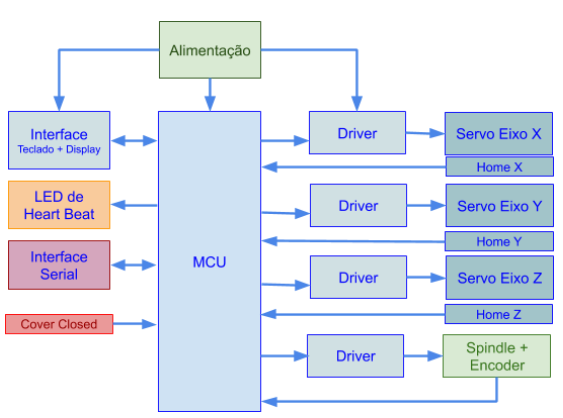 Alimentação
Interface
Teclado + Display
Driver
Servo Eixo X
Home X
LED de
Heart Beat
Driver
Servo Eixo Y
Home Y
MCU
Interface
Serial
Driver
Servo Eixo Z
Home Z
Cover Closed
Driver
Spindle +
Encoder